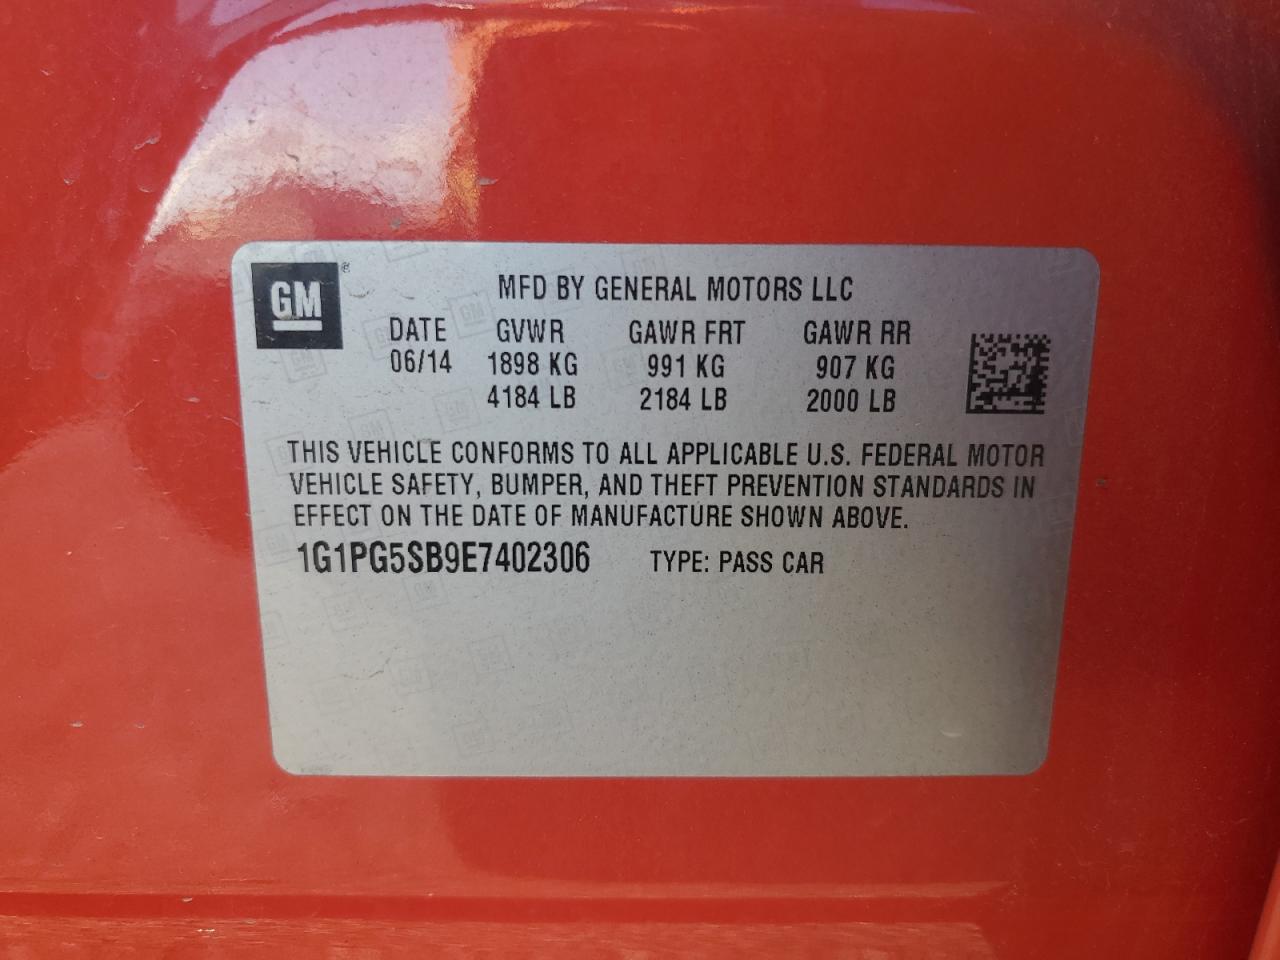 GM ®
MFD BY GENERAL MOTORS LLC
DATE GVWR GAWR FRT GAWR RR
06/14 1898 KG 991 KG 907 KG
4184 LB 2184 LB 2000 LB
THIS VEHICLE CONFORMS TO ALL APPLICABLE U.S. FEDERAL MOTOR
VEHICLE SAFETY, BUMPER, AND THEFT PREVENTION STANDARDS IN
EFFECT ON THE DATE OF MANUFACTURE SHOWN ABOVE.
1G1PG5SB9E7402306 TYPE: PASS CAR